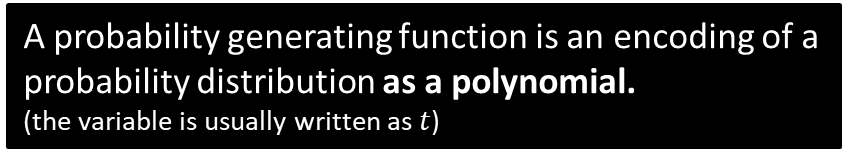 A probability generating function is an encoding of a
probability distribution as a polynomial.
(the variable is usually written as t)